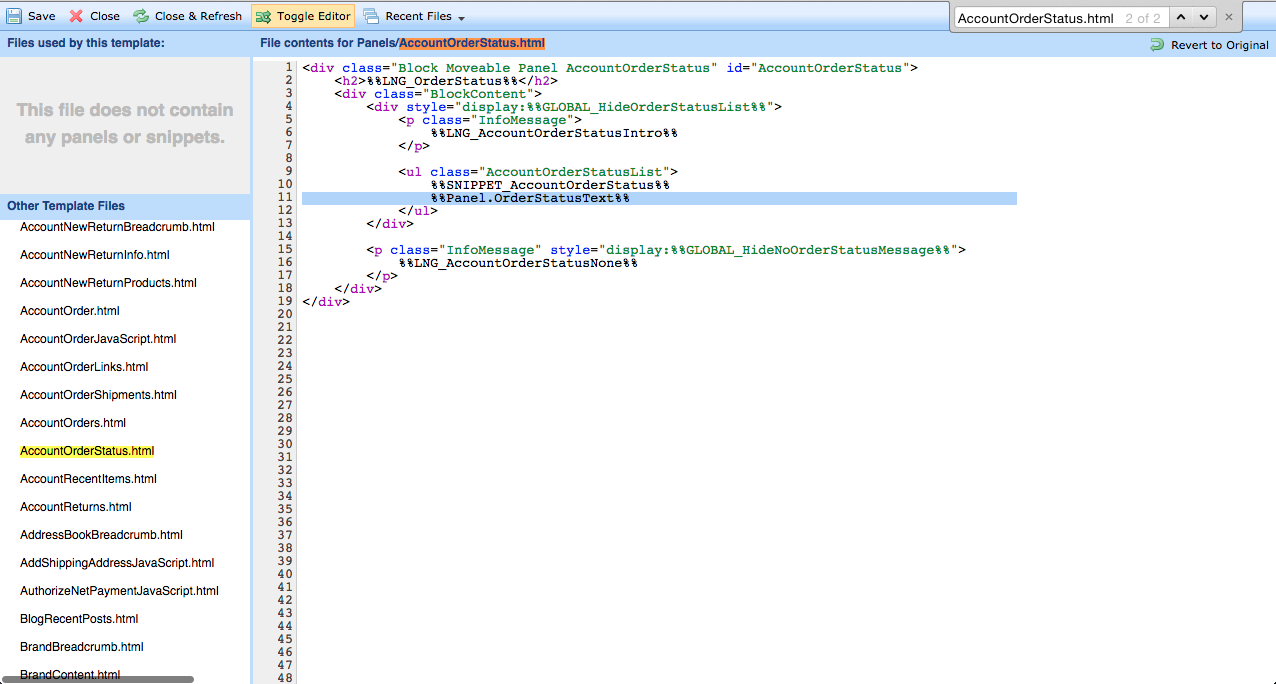 Save Close Close & Refresh Toggle Editor Recent Files AccountOrderStatus.html 2 of 2
Files used by this template: File contents for Panels/AccountOrderStatus.html Revert to Original
This file does not contain
any panels or snippets.
Other Template Files
AccountNewReturnBreadcrumb.html
AccountNewReturnInfo.html
AccountNewReturnProducts.html
AccountOrder.html
AccountOrderJavaScript.html
AccountOrderLinks.html
AccountOrderShipments.html
AccountOrders.html
AccountOrderStatus.html
AccountRecentItems.html
AccountReturns.html
AddressBookBreadcrumb.html
AddShippingAddressJavaScript.html
AuthorizeNetPaymentJavaScript.html
BlogRecentPosts.html
BrandBreadcrumb.html
BrandContent.html
1 <div class="Block Moveable Panel AccountOrderStatus" id="AccountOrderStatus">
2 <h2>%%LNG_OrderStatus%%</h2>
3 <div class="BlockContent">
4 <div style="display:%%GLOBAL_HideOrderStatusList%%">
5 <p class="InfoMessage">
6 %%LNG_AccountOrderStatusIntro%%
7 </p>
8
9 <ul class="AccountOrderStatusList">
10 %%SNIPPET_AccountOrderStatus%%
11 %%Panel.OrderStatusText%%
12 </ul>
13 </div>
14
15 <p class="InfoMessage" style="display:%%GLOBAL_HideNoOrderStatusMessage%%">
16 %%LNG_AccountOrderStatusNone%%
17 </p>
18 </div>
19 </div>
20
21
22
23
24
25
26
27
28
29
30
31
32
33
34
35
36
37
38
39
40
41
42
43
44
45
46
47
48